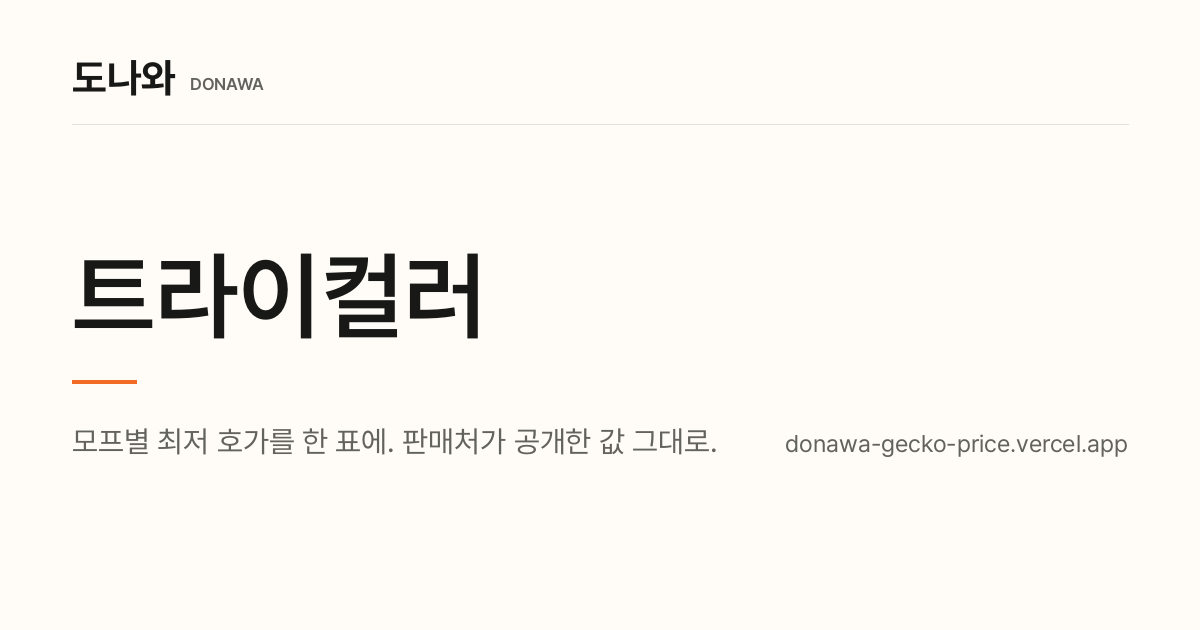 도나와 DONAWA
트라이컬러
모프별 최저 호가를 한 표에. 판매처가 공개한 값 그대로. donawa-gecko-price.vercel.app